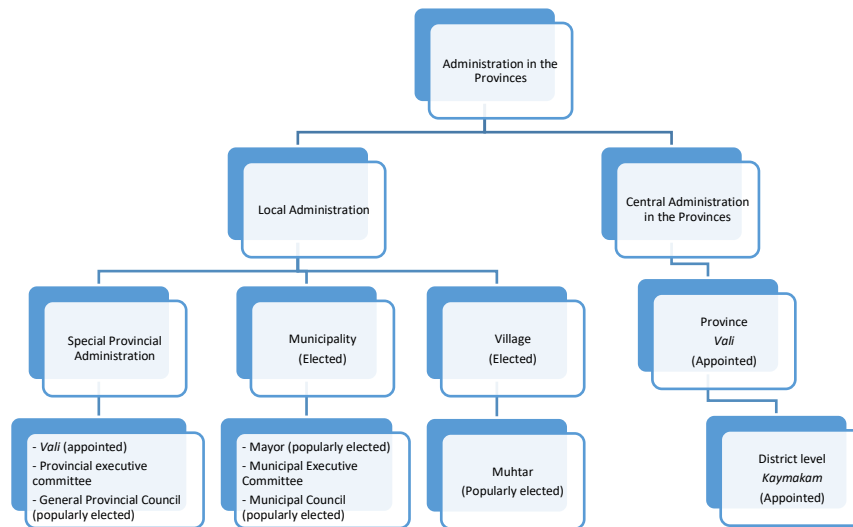 Administration in the
Provinces
Local Administration
Central Administration
in the Provinces
Special Provincial
Administration
Municipality
(Elected)
Village
(Elected)
Province
Vali
(Appointed)
- Vali (appointed)
- Provincial executive
committee
- General Provincial Council
(popularly elected)
- Mayor (popularly elected)
- Municipal Executive
Committee
- Municipal Council
(popularly elected)
Muhtar
(Popularly elected)
District level
Kaymakam
(Appointed)